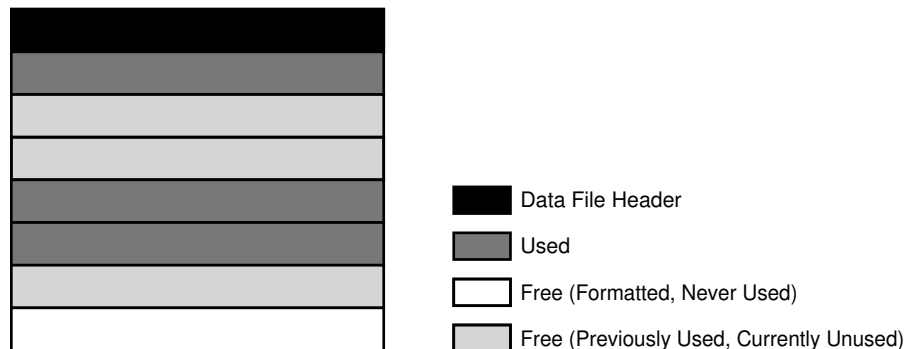 Data File Header
Used
Free (Formatted, Never Used)
Free (Previously Used, Currently Unused)